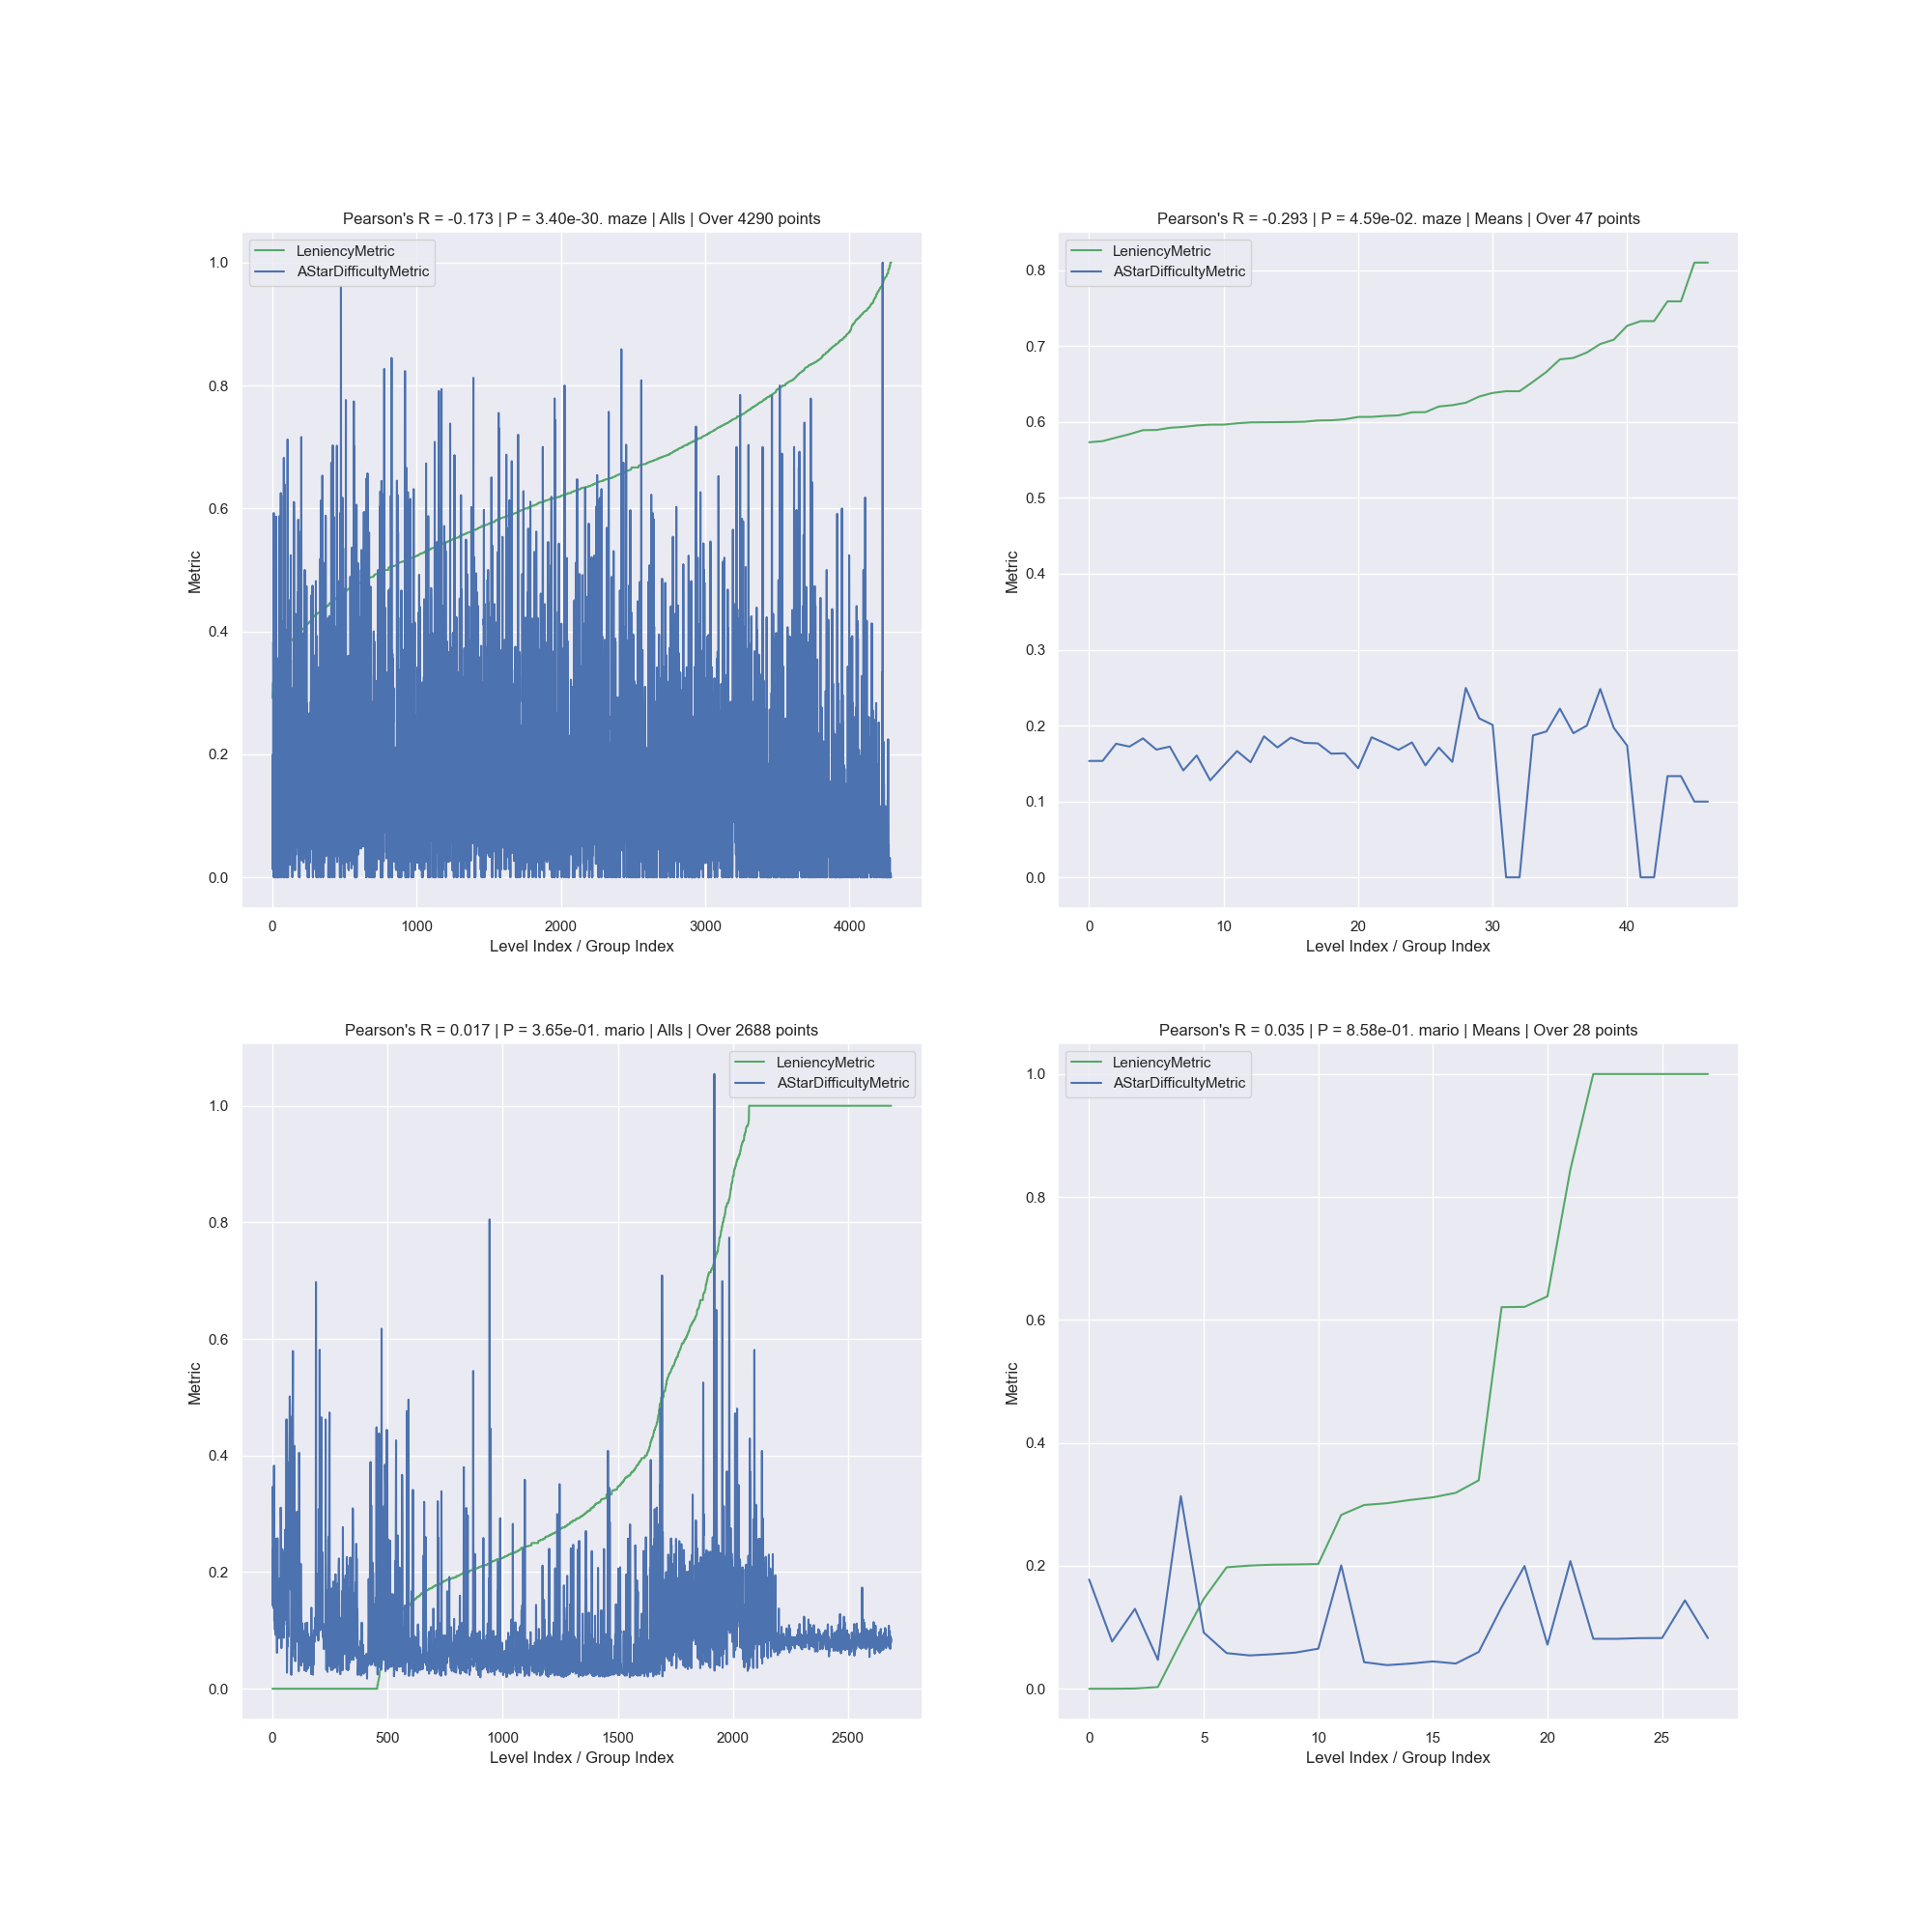 Pearson's R = -0.173 | P = 3.40e-30. maze | Alls | Over 4290 points
LeniencyMetric
AStarDifficultyMetric
1.0
0.8
0.6
0.4
0.2
0.0
Metric
0 1000 2000 3000 4000
Level Index / Group Index
Pearson's R = -0.293 | P = 4.59e-02. maze | Means | Over 47 points
LeniencyMetric
AStarDifficultyMetric
0.8
0.7
0.6
0.5
0.4
0.3
0.2
0.1
0.0
Metric
0 10 20 30 40
Level Index / Group Index
Pearson's R = 0.017 | P = 3.65e-01. mario | Alls | Over 2688 points
LeniencyMetric
AStarDifficultyMetric
1.0
0.8
0.6
0.4
0.2
0.0
Metric
0 500 1000 1500 2000 2500
Level Index / Group Index
Pearson's R = 0.035 | P = 8.58e-01. mario | Means | Over 28 points
LeniencyMetric
AStarDifficultyMetric
1.0
0.8
0.6
0.4
0.2
0.0
Metric
0 5 10 15 20 25
Level Index / Group Index